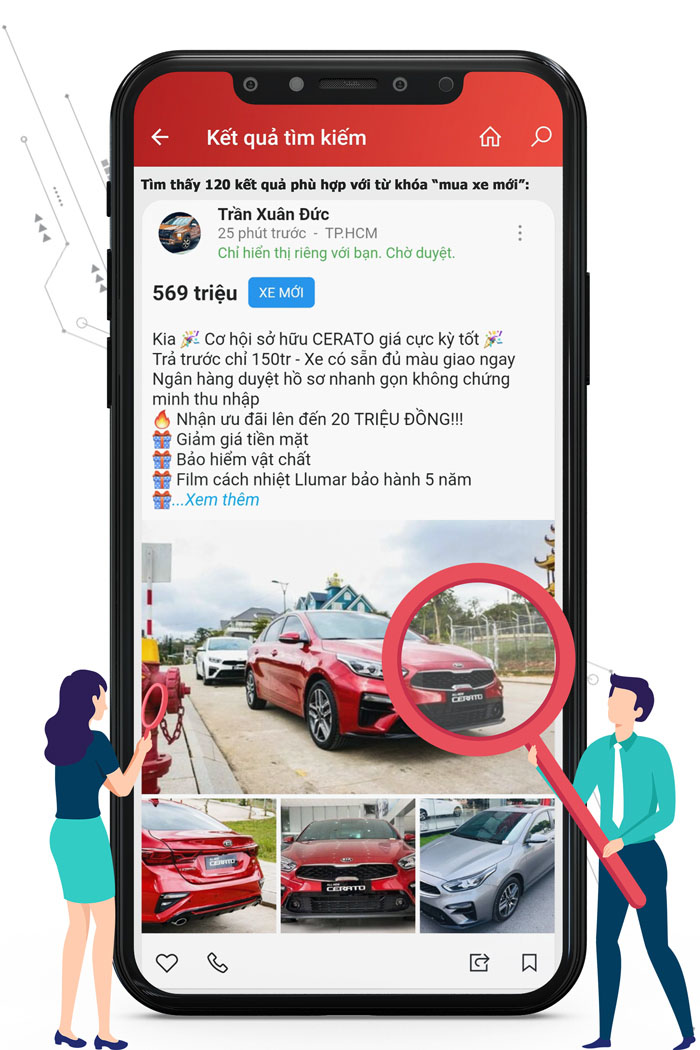 Kết quả tìm kiếm
Tìm thấy 120 kết quả phù hợp với từ khóa “mua xe mới”:
Trần Xuân Đức
25 phút trước - TP.HCM
Chỉ hiển thị riêng với bạn. Chờ duyệt.
569 triệu XE MỚI
Kia 🎉 Cơ hội sở hữu CERATO giá cực kỳ tốt 🎉
Trả trước chỉ 150tr - Xe có sẵn đủ màu giao ngay
Ngân hàng duyệt hồ sơ nhanh gọn không chứng
minh thu nhập
🔥 Nhận ưu đãi lên đến 20 TRIỆU ĐỒNG!!!
🎁 Giảm giá tiền mặt
🎁 Bảo hiểm vật chất
🎁 Film cách nhiệt Llumar bảo hành 5 năm
🎁...Xem thêm
CERATO
CERATO
CERATO